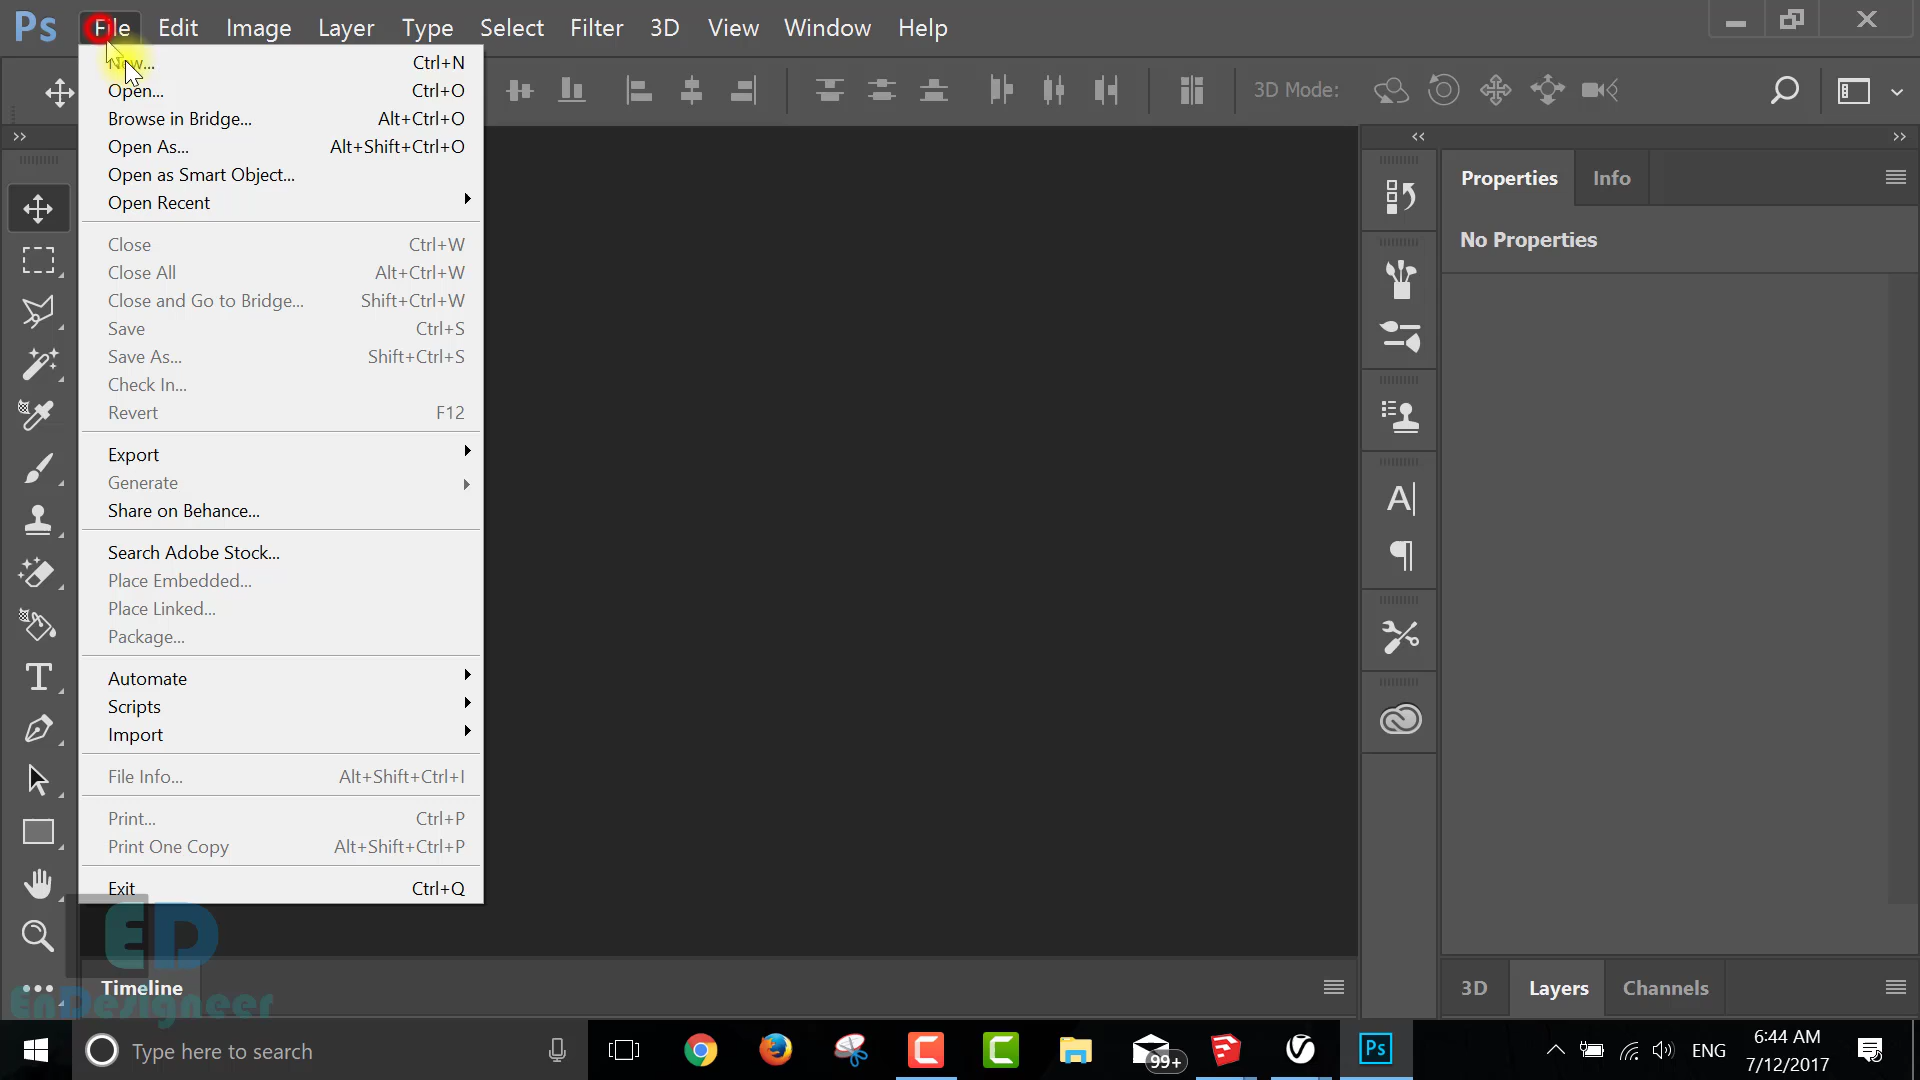 Ps File Edit Image Layer Type Select Filter 3D View Window Help
3D Mode:
New... Ctrl+N
Open... Ctrl+O
Browse in Bridge... Alt+Ctrl+O
Open As... Alt+Shift+Ctrl+O
Open as Smart Object...
Open Recent
Close Ctrl+W
Close All Alt+Ctrl+W
Close and Go to Bridge... Shift+Ctrl+W
Save Ctrl+S
Save As... Shift+Ctrl+S
Check In...
Revert F12
Export
Generate
Share on Behance...
Search Adobe Stock...
Place Embedded...
Place Linked...
Package...
Automate
Scripts
Import
File Info... Alt+Shift+Ctrl+I
Print... Ctrl+P
Print One Copy Alt+Shift+Ctrl+P
Exit Ctrl+Q
Properties Info
No Properties
ED
EnDesigneer
Timeline
3D Layers Channels
Type here to search
99+
Ps
ENG
6:44 AM
7/12/2017